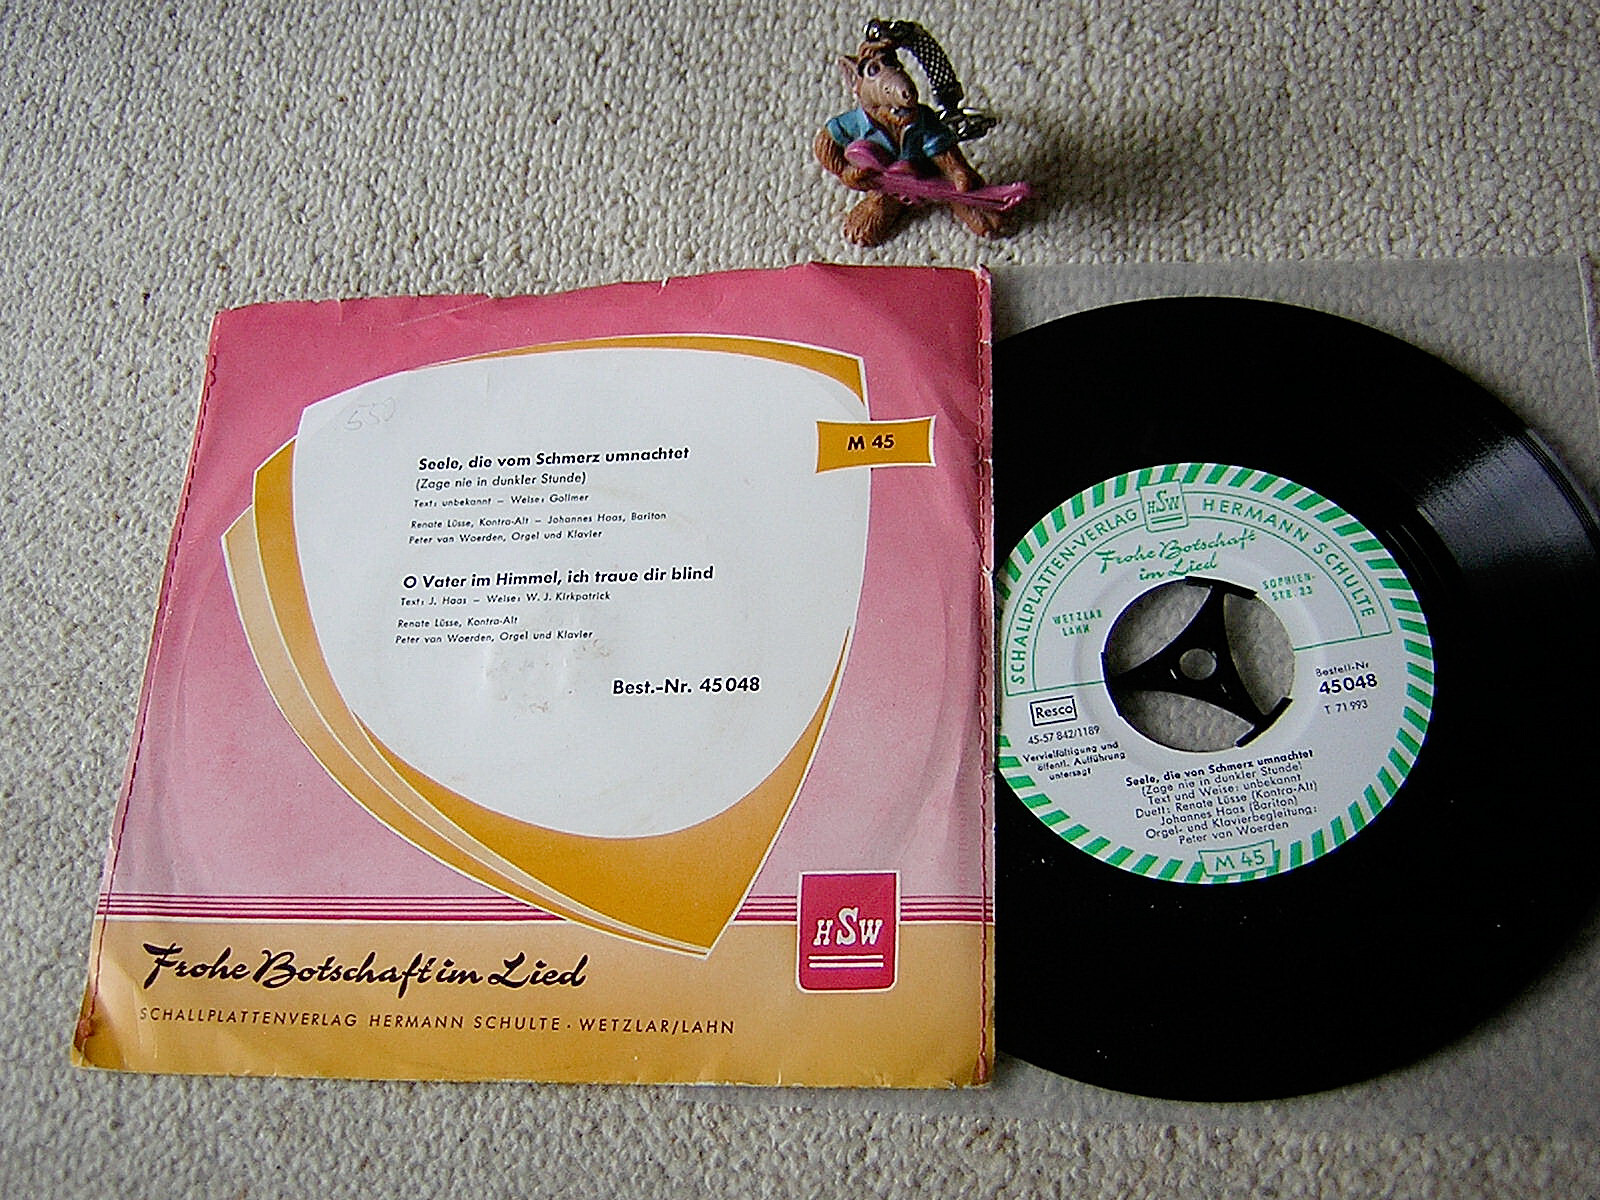 550
Seele, die vom Schmerz umnachtet
(Zage nie in dunkler Stunde)
Text: unbekannt – Weise: Gollmer
Renate Lüsse, Kontra-Alt – Johannes Haas, Bariton
Peter van Woerden, Orgel und Klavier
O Vater im Himmel, ich traue dir blind
Text: J. Haas – Weise: W. J. Kirkpatrick
Renate Lüsse, Kontra-Alt
Peter van Woerden, Orgel und Klavier
Best.-Nr. 45 048
M 45
HSW
Frohe Botschaft im Lied
SCHALLPLATTENVERLAG HERMANN SCHULTE · WETZLAR/LAHN
SCHALLPLATTEN-VERLAG HSW HERMANN SCHULTE
Frohe Botschaft
im Lied
WETZLAR
LAHN
SOPHIEN-
STR. 23
Resco
45-57 842/1189
Vervielfältigung und
öffentl. Aufführung
untersagt
Bestell-Nr
45 048
T 71 993
Seele, die von Schmerz umnachtet
(Zage nie in dunkler Stunde)
Text und Weise: unbekannt
Duett: Renate Lüsse (Kontra-Alt)
Johannes Haas (Bariton)
Orgel- und Klavierbegleitung:
Peter van Woerden
M 45